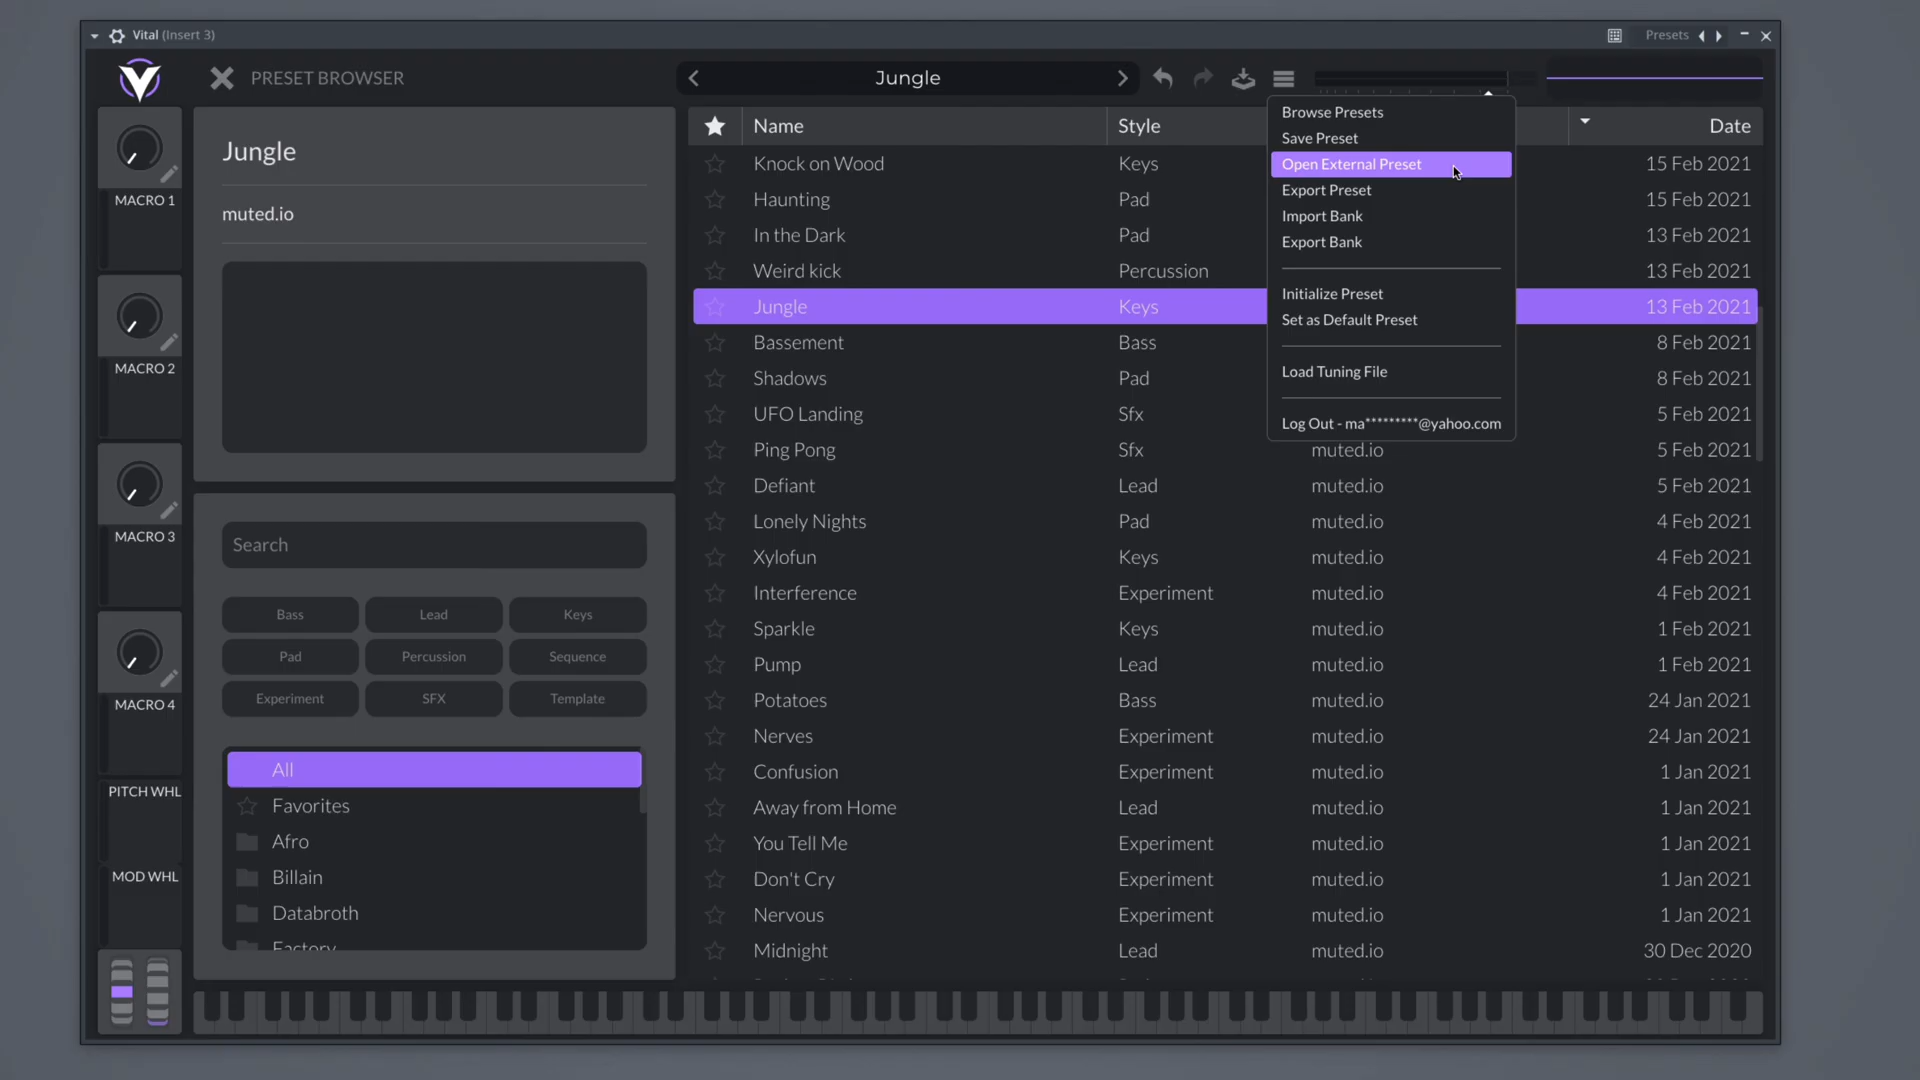 Vital (Insert 3)
Presets
PRESET BROWSER
Jungle
MACRO 1
MACRO 2
MACRO 3
MACRO 4
PITCH WHL
MOD WHL
Jungle
muted.io
Search
Bass Lead Keys
Pad Percussion Sequence
Experiment SFX Template
All
Favorites
Afro
Billain
Databroth
Factory
Name Style Date
Knock on Wood Keys 15 Feb 2021
Haunting Pad 15 Feb 2021
In the Dark Pad 13 Feb 2021
Weird kick Percussion 13 Feb 2021
Jungle Keys 13 Feb 2021
Bassement Bass 8 Feb 2021
Shadows Pad 8 Feb 2021
UFO Landing Sfx 5 Feb 2021
Ping Pong Sfx muted.io 5 Feb 2021
Defiant Lead muted.io 5 Feb 2021
Lonely Nights Pad muted.io 4 Feb 2021
Xylofun Keys muted.io 4 Feb 2021
Interference Experiment muted.io 4 Feb 2021
Sparkle Keys muted.io 1 Feb 2021
Pump Lead muted.io 1 Feb 2021
Potatoes Bass muted.io 24 Jan 2021
Nerves Experiment muted.io 24 Jan 2021
Confusion Experiment muted.io 1 Jan 2021
Away from Home Lead muted.io 1 Jan 2021
You Tell Me Experiment muted.io 1 Jan 2021
Don't Cry Experiment muted.io 1 Jan 2021
Nervous Experiment muted.io 1 Jan 2021
Midnight Lead muted.io 30 Dec 2020
Browse Presets
Save Preset
Open External Preset
Export Preset
Import Bank
Export Bank
Initialize Preset
Set as Default Preset
Load Tuning File
Log Out - ma*********@yahoo.com